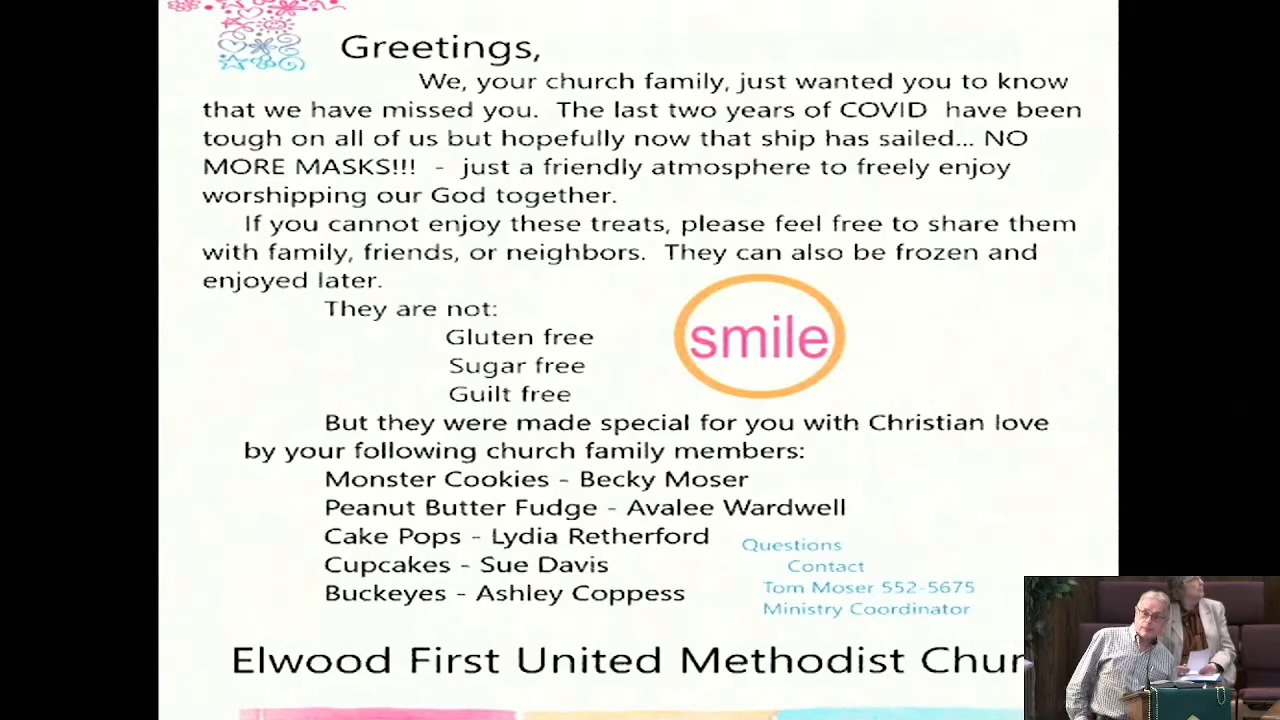 Greetings,
We, your church family, just wanted you to know
that we have missed you. The last two years of COVID have been
tough on all of us but hopefully now that ship has sailed... NO
MORE MASKS!!! - just a friendly atmosphere to freely enjoy
worshipping our God together.
If you cannot enjoy these treats, please feel free to share them
with family, friends, or neighbors. They can also be frozen and
enjoyed later.
They are not:
Gluten free
Sugar free
Guilt free
smile
But they were made special for you with Christian love
by your following church family members:
Monster Cookies - Becky Moser
Peanut Butter Fudge - Avalee Wardwell
Cake Pops - Lydia Retherford
Cupcakes - Sue Davis
Buckeyes - Ashley Coppess
Questions
Contact
Tom Moser 552-5675
Ministry Coordinator
Elwood First United Methodist Chur